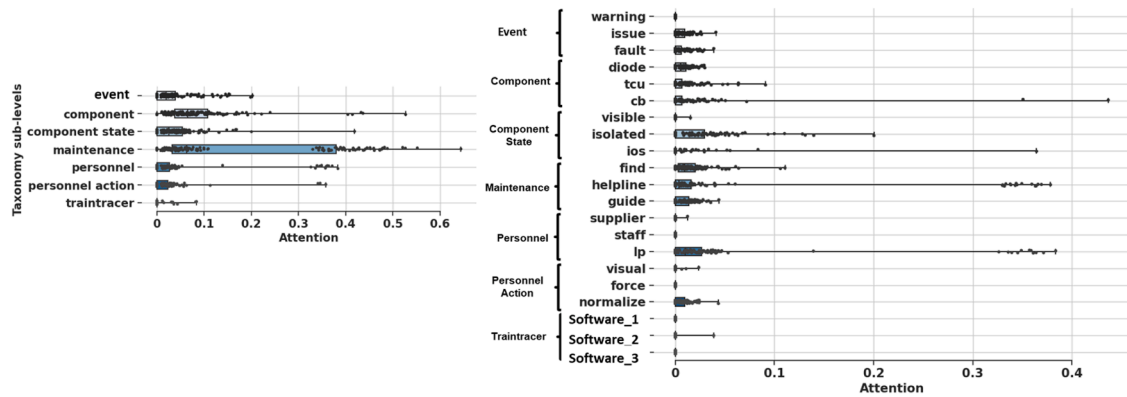 Taxonomy sub-levels
event
component
component state
maintenance
personnel
personnel action
traintracer
0 0.1 0.2 0.3 0.4 0.5 0.6
Attention
Event
Component
Component
State
Maintenance
Personnel
Personnel
Action
Traintracer
warning
issue
fault
diode
tcu
cb
visible
isolated
ios
find
helpline
guide
supplier
staff
lp
visual
force
normalize
Software_1
Software_2
Software_3
0 0.1 0.2 0.3 0.4
Attention